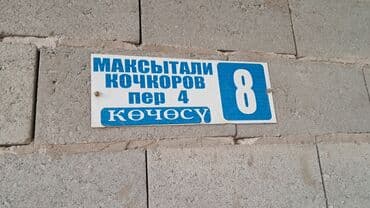 МАКСЫТАЛИ
КОЧКОРОВ
пер 4
көчөсү
8